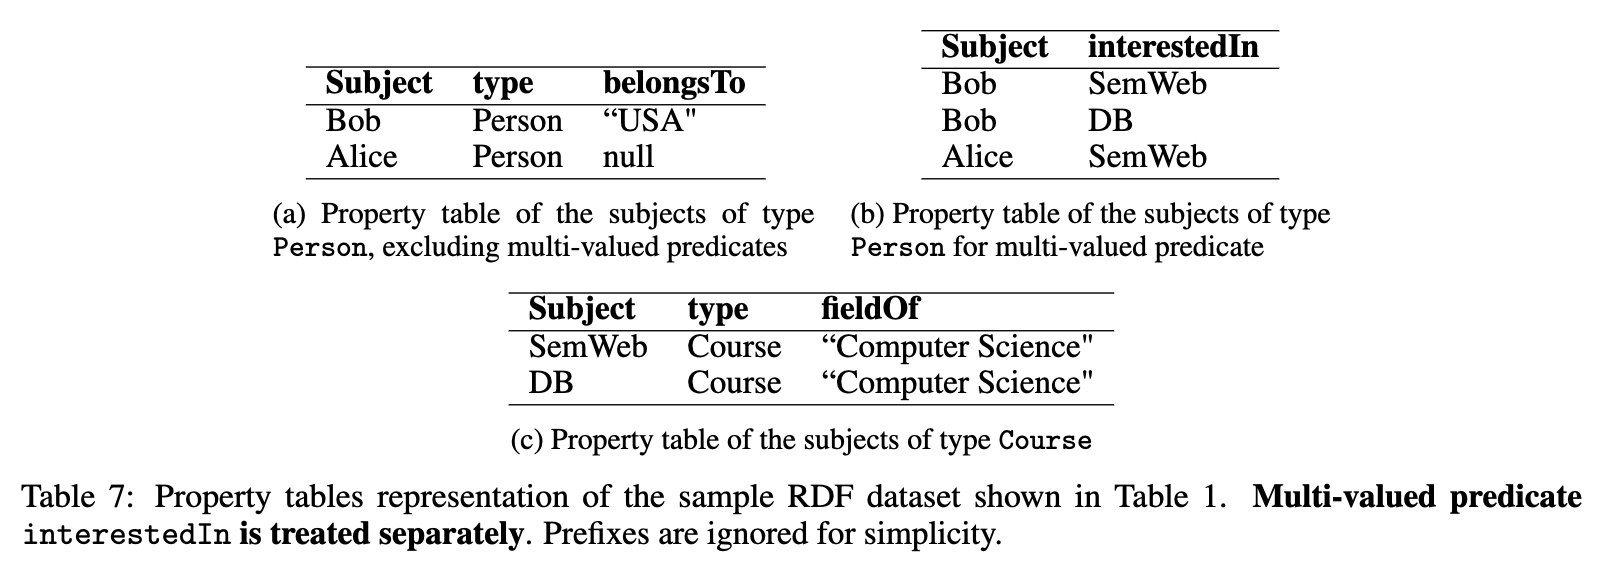 Subject type belongsTo
Bob Person “USA"
Alice Person null
(a) Property table of the subjects of type
Person, excluding multi-valued predicates
Subject interestedIn
Bob SemWeb
Bob DB
Alice SemWeb
(b) Property table of the subjects of type
Person for multi-valued predicate
Subject type fieldOf
SemWeb Course “Computer Science"
DB Course “Computer Science"
(c) Property table of the subjects of type Course
Table 7: Property tables representation of the sample RDF dataset shown in Table 1. Multi-valued predicate
interestedIn is treated separately. Prefixes are ignored for simplicity.